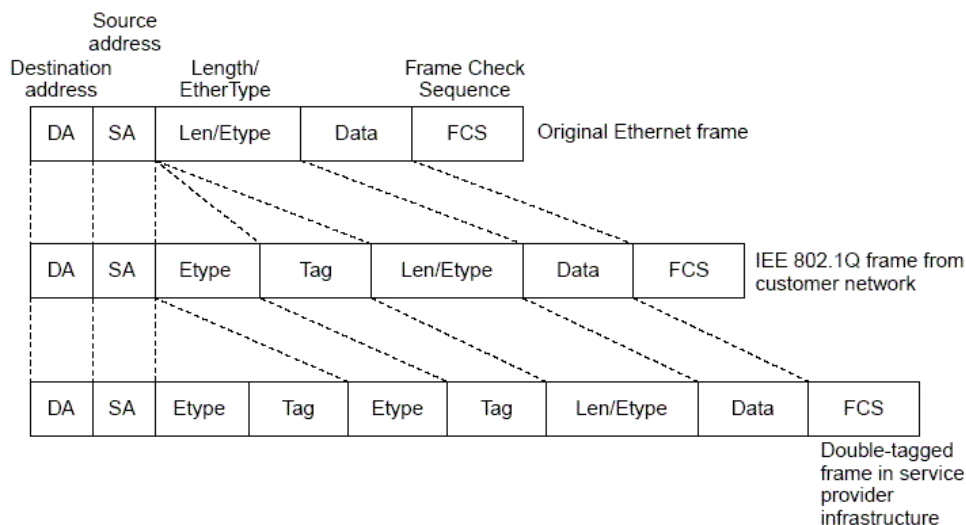 Source
address
Destination
address
Length/
EtherType
Frame Check
Sequence
DA SA Len/Etype Data FCS Original Ethernet frame
DA SA Etype Tag Len/Etype Data FCS
IEE 802.1Q frame from
customer network
DA SA Etype Tag Etype Tag Len/Etype Data FCS
Double-tagged
frame in service
provider
infrastructure